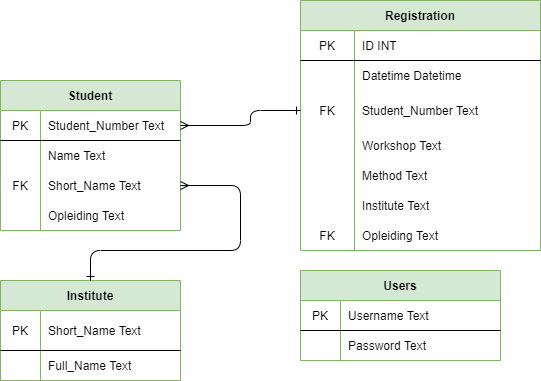 Registration
PK ID INT
Datetime Datetime
FK Student_Number Text
Workshop Text
Method Text
Institute Text
FK Opleiding Text
Student
PK Student_Number Text
Name Text
FK Short_Name Text
Opleiding Text
Institute
PK Short_Name Text
Full_Name Text
Users
PK Username Text
Password Text